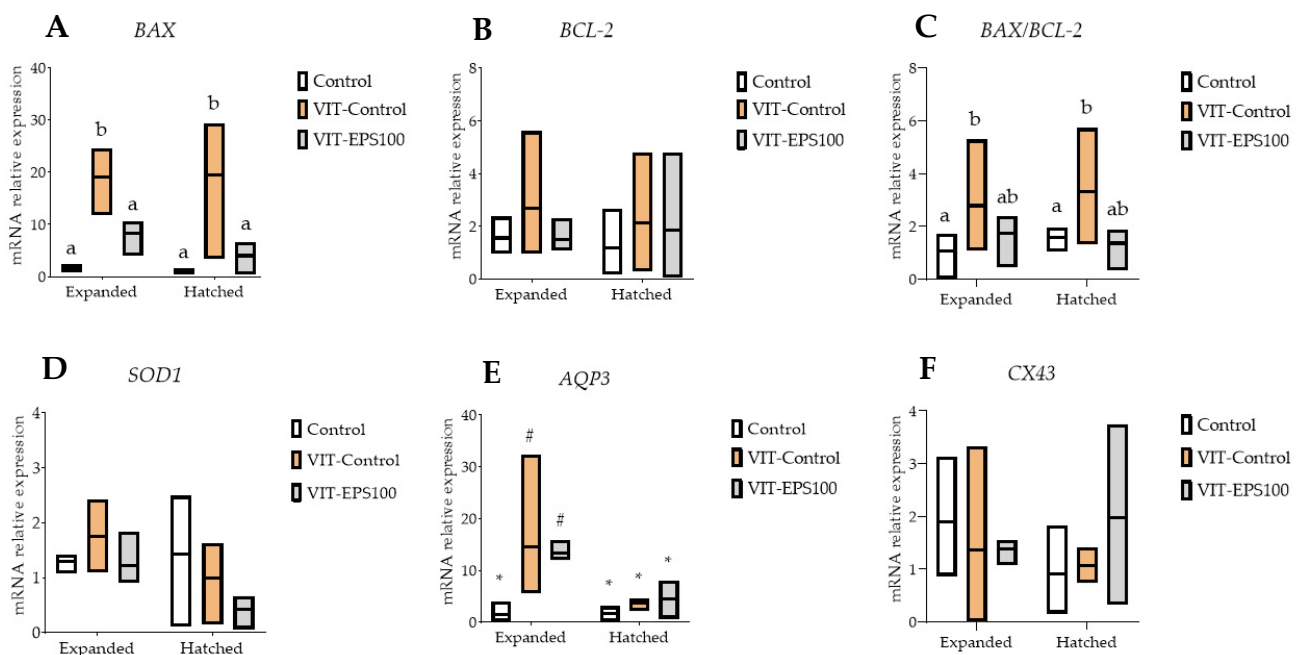 A
BAX
mRNA relative expression
40
30
20
10
0
a
b
a
a
b
a
Expanded
Hatched
Control
VIT-Control
VIT-EPS100
B
BCL-2
mRNA relative expression
8
6
4
2
0
Expanded
Hatched
Control
VIT-Control
VIT-EPS100
C
BAX/BCL-2
mRNA relative expression
8
6
4
2
0
a
b
ab
a
b
ab
Expanded
Hatched
Control
VIT-Control
VIT-EPS100
D
SOD1
mRNA relative expression
4
3
2
1
0
Expanded
Hatched
Control
VIT-Control
VIT-EPS100
E
AQP3
mRNA relative expression
40
30
20
10
0
*
#
#
*
*
*
Expanded
Hatched
Control
VIT-Control
VIT-EPS100
F
CX43
mRNA relative expression
4
3
2
1
0
Expanded
Hatched
Control
VIT-Control
VIT-EPS100